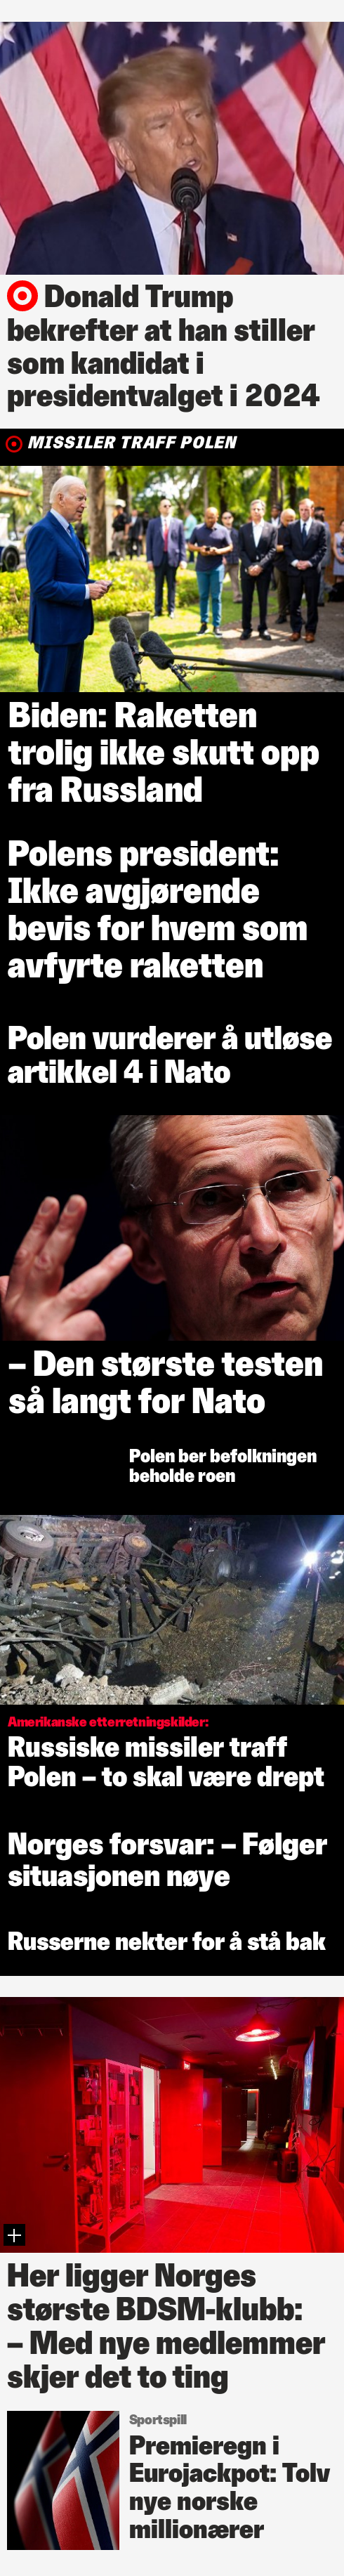 Donald Trump
bekrefter at han stiller
som kandidat i
presidentvalget i 2024
MISSILER TRAFF POLEN
Biden: Raketten
trolig ikke skutt opp
fra Russland
Polens president:
Ikke avgjørende
bevis for hvem som
avfyrte raketten
Polen vurderer å utløse
artikkel 4 i Nato
– Den største testen
så langt for Nato
Polen ber befolkningen
beholde roen
Amerikanske etterretningskilder:
Russiske missiler traff
Polen – to skal være drept
Norges forsvar: – Følger
situasjonen nøye
Russerne nekter for å stå bak
Her ligger Norges
største BDSM-klubb:
– Med nye medlemmer
skjer det to ting
Sportspill
Premieregn i
Eurojackpot: Tolv
nye norske
millionærer